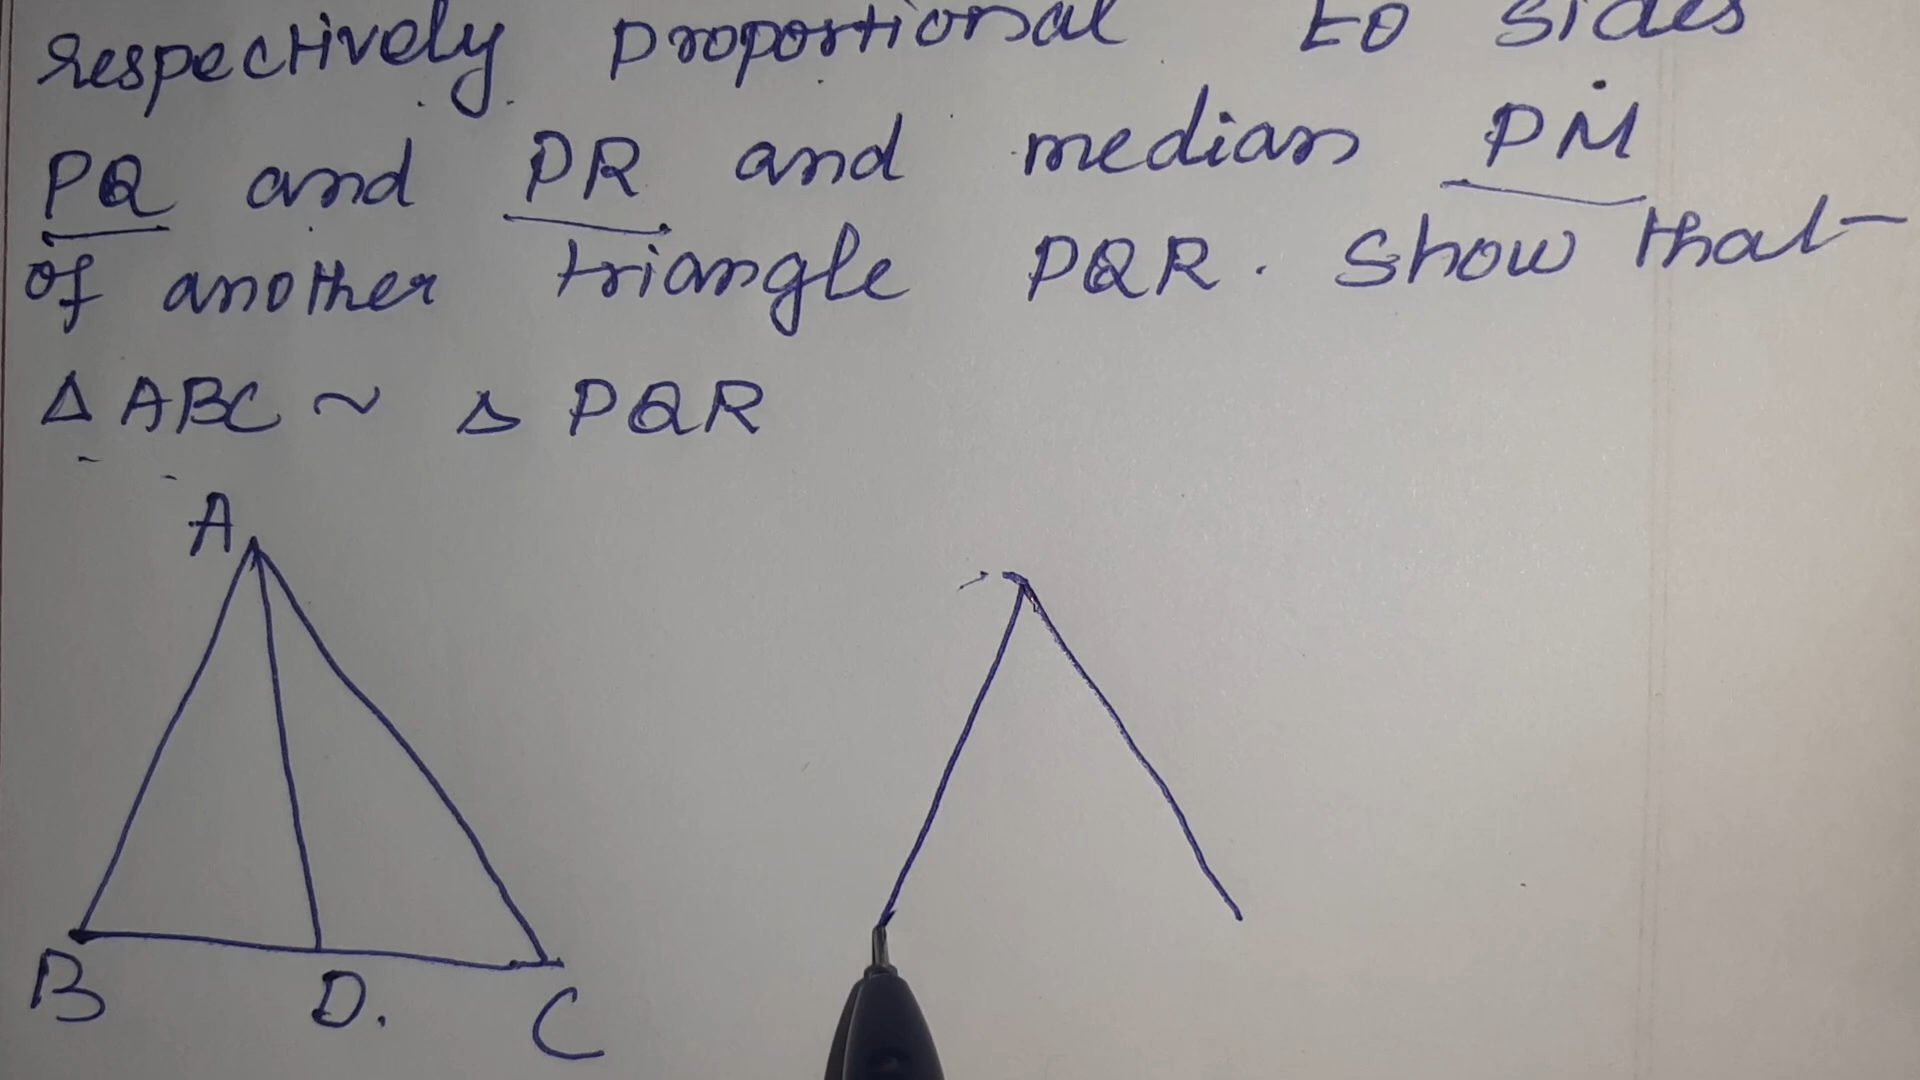 respectively proportional to sides
PQ and PR and median PM
of another triangle PQR. Show that
Δ ABC ~ Δ PQR
A
B D. C